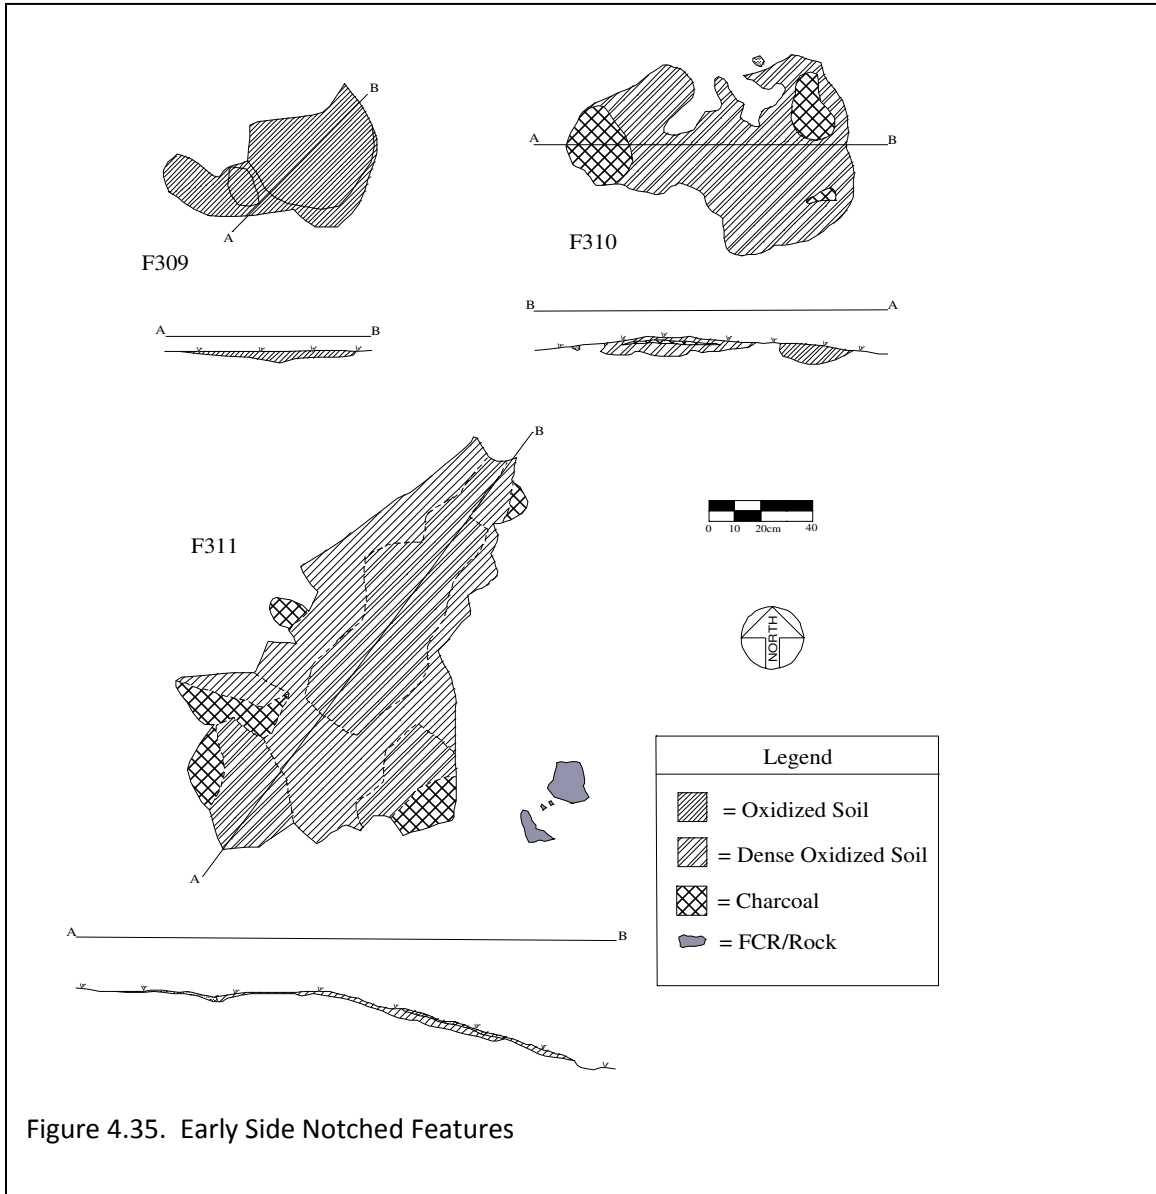 B
A
F309
A B
A B
F310
B A
B
F311
A
0 10 20cm 40
NORTH
Legend
= Oxidized Soil
= Dense Oxidized Soil
= Charcoal
= FCR/Rock
A B
Figure 4.35. Early Side Notched Features